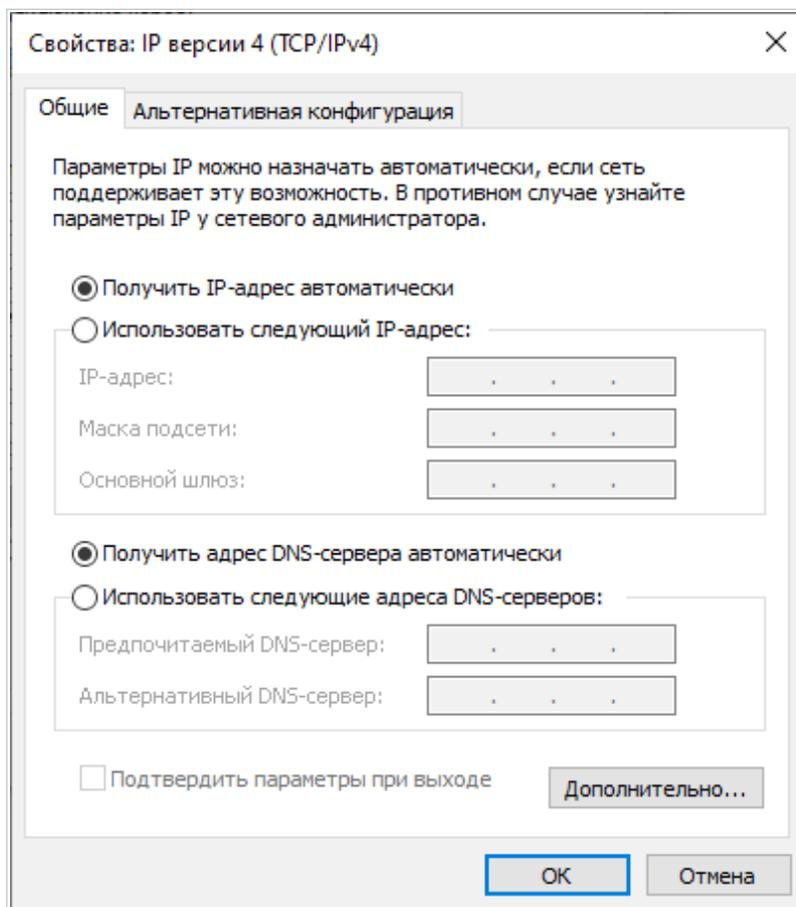 Свойства: IP версии 4 (TCP/IPv4)
Общие
Альтернативная конфигурация
Параметры IP можно назначать автоматически, если сеть
поддерживает эту возможность. В противном случае узнайте
параметры IP у сетевого администратора.
Получить IP-адрес автоматически
Использовать следующий IP-адрес:
IP-адрес:
Маска подсети:
Основной шлюз:
Получить адрес DNS-сервера автоматически
Использовать следующие адреса DNS-серверов:
Предпочитаемый DNS-сервер:
Альтернативный DNS-сервер:
Подтвердить параметры при выходе
Дополнительно...
ОК
Отмена